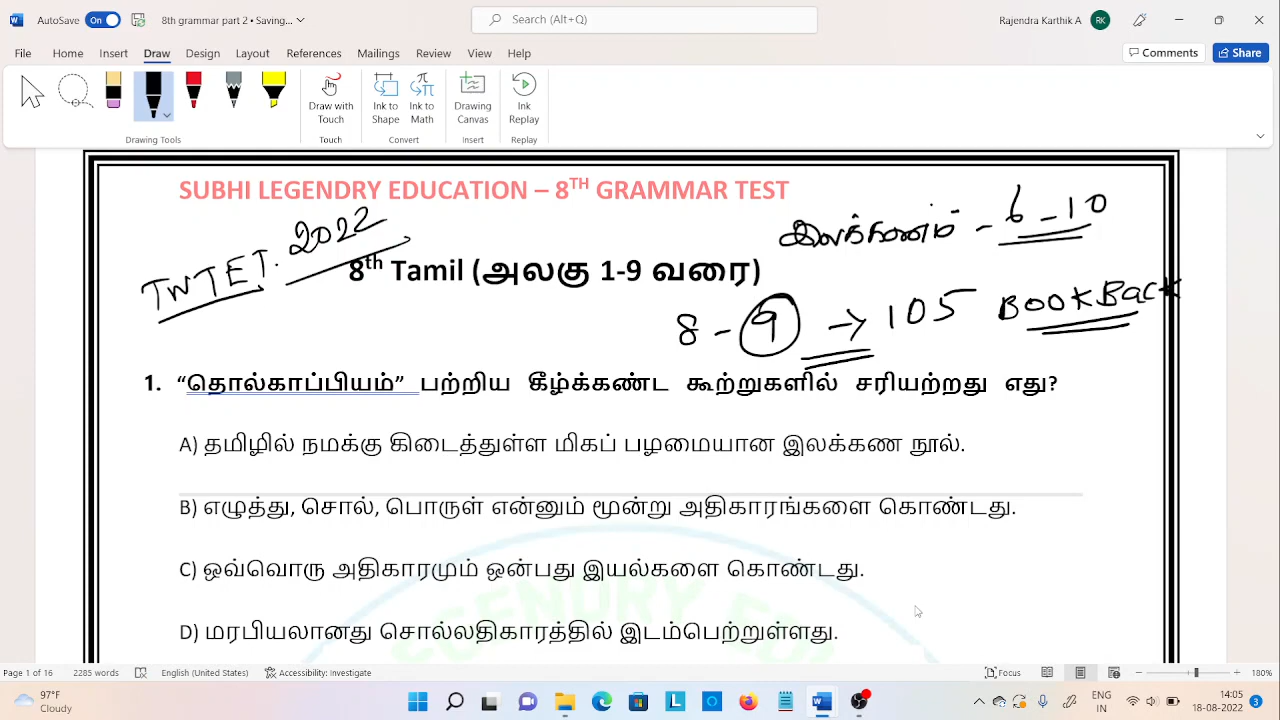 Autosave On 8th grammar part 2 • Saving... Search (Alt+Q) Rajendra Karthik A RK
File Home Insert Draw Design Layout References Mailings Review View Help Comments Share
Draw with Touch Ink to Shape Ink to Math Drawing Canvas Ink Replay
Drawing Tools Touch Convert Insert Replay
SUBHI LEGENDRY EDUCATION – 8TH GRAMMAR TEST
இலக்கணம் - 6 - 10
TNTET. 2022
8th Tamil (அலகு 1-9 வரை)
8 - 9 → 105 BookBack
1. “தொல்காப்பியம்” பற்றிய கீழ்க்கண்ட கூற்றுகளில் சரியற்றது எது?
A) தமிழில் நமக்கு கிடைத்துள்ள மிகப் பழமையான இலக்கண நூல்.
B) எழுத்து, சொல், பொருள் என்னும் மூன்று அதிகாரங்களை கொண்டது.
C) ஒவ்வொரு அதிகாரமும் ஒன்பது இயல்களை கொண்டது.
D) மரபியலானது சொல்லதிகாரத்தில் இடம்பெற்றுள்ளது.
Page 1 of 16 2285 words English (United States) Accessibility: Investigate Focus 180%
97°F Cloudy ENG IN 14:05 18-08-2022